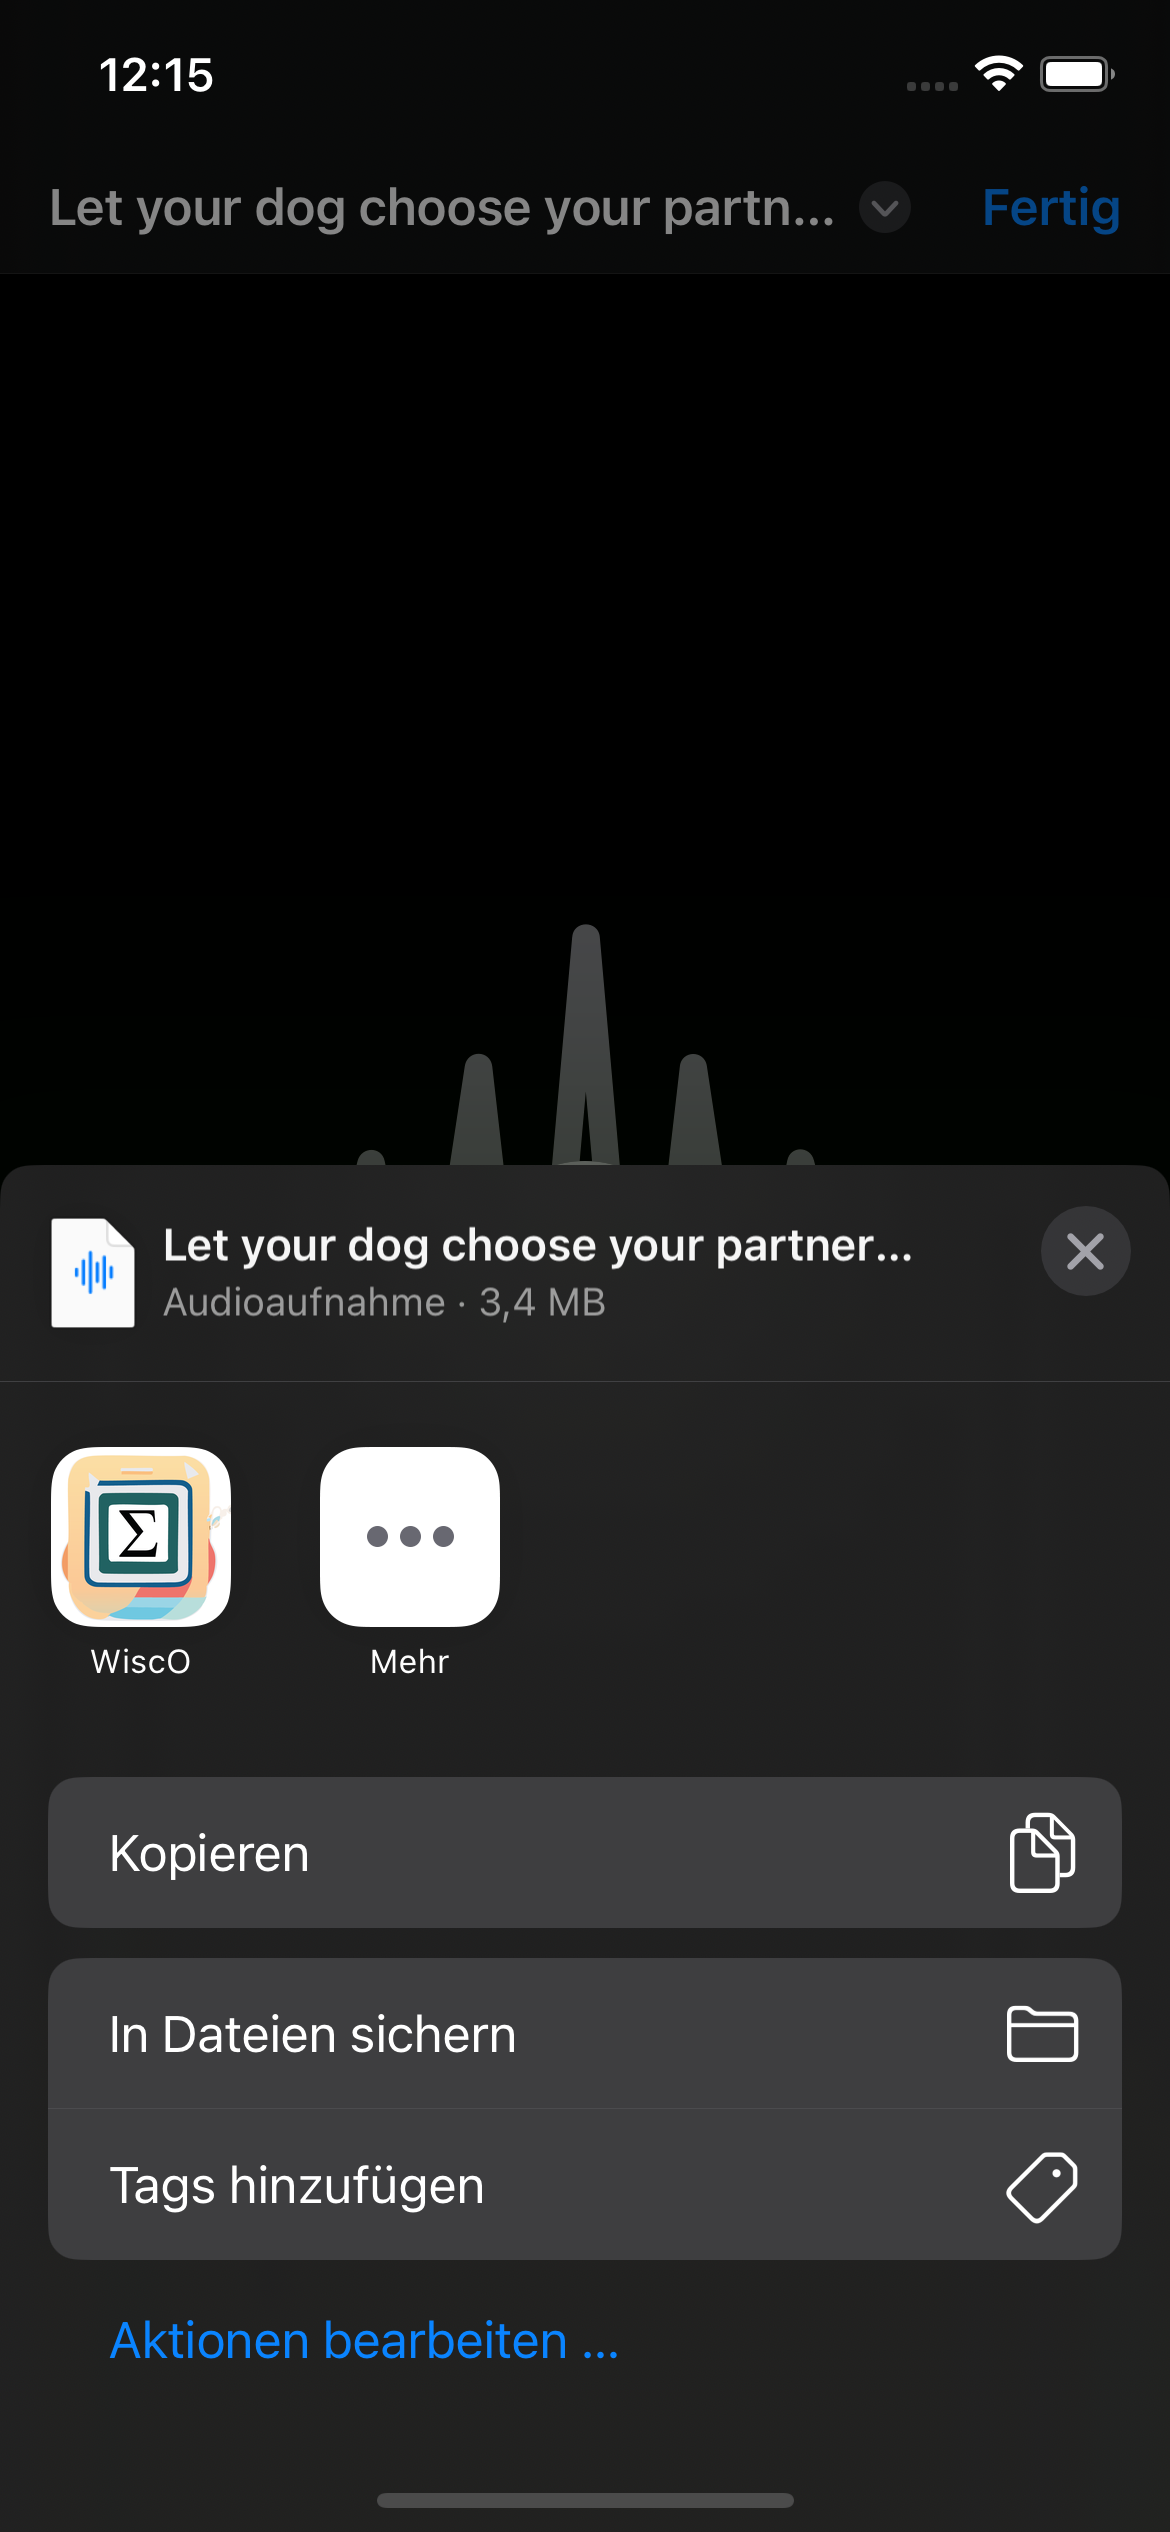 12:15
Let your dog choose your partn...
Fertig
Let your dog choose your partner...
Audioaufnahme · 3,4 MB
Σ
WiscO
Mehr
Kopieren
In Dateien sichern
Tags hinzufügen
Aktionen bearbeiten ...